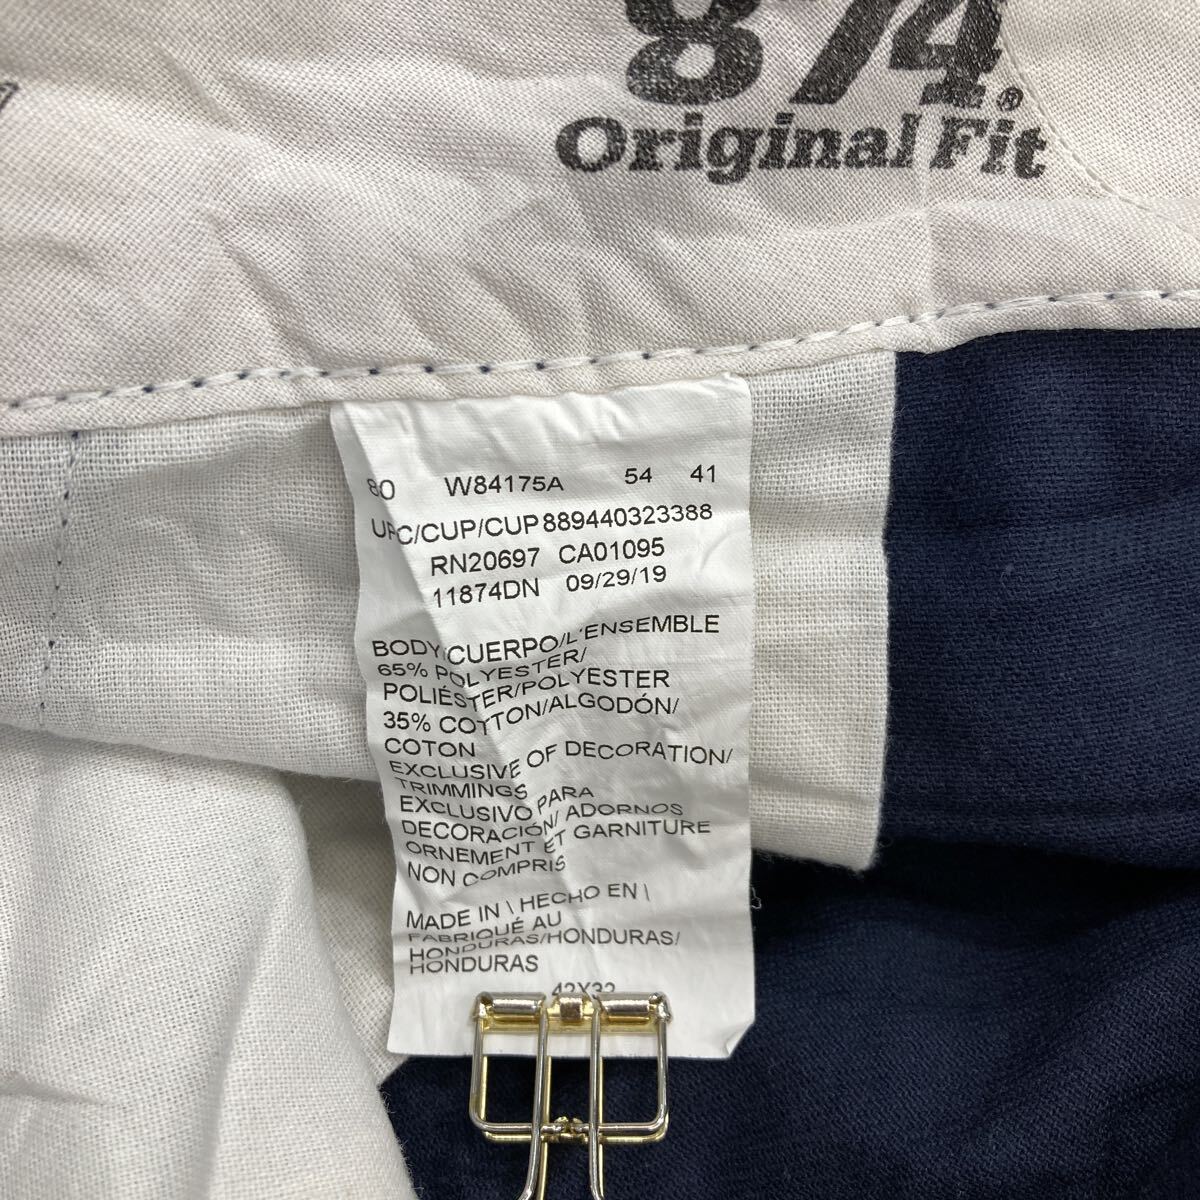 874®
Original Fit
80 W84175A 54 41
UPC/CUP/CUP 889440323388
RN20697 CA01095
11874DN 09/29/19
BODY/CUERPO/L'ENSEMBLE
65% POLYESTER/
POLIÉSTER/POLYESTER
35% COTTON/ALGODÓN/
COTON
EXCLUSIVE OF DECORATION/
TRIMMINGS
EXCLUSIVO PARA
DECORACIÓN/ ADORNOS
ORNEMENT ET GARNITURE
NON COMPRIS
MADE IN \ HECHO EN \
FABRIQUÉ AU
HONDURAS/HONDURAS/
HONDURAS
42X32